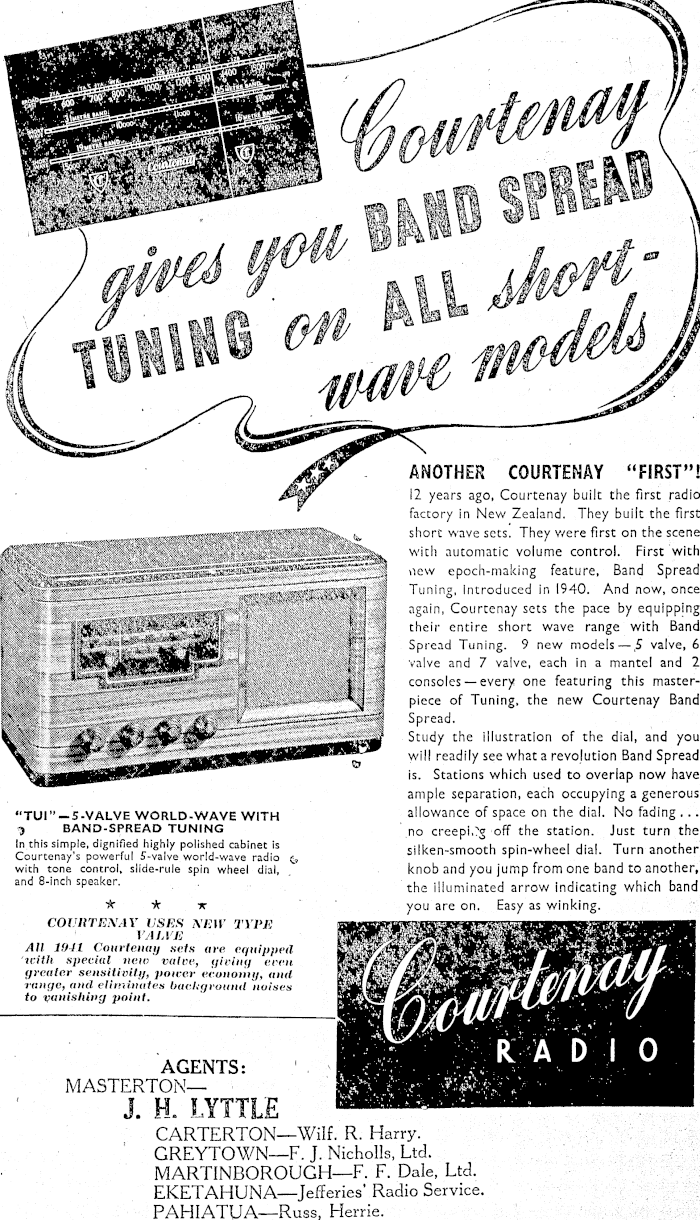 Courtenay
gives you BAND SPREAD
TUNING on ALL short-
wave models
ANOTHER COURTENAY "FIRST"!
12 years ago, Courtenay built the first radio
factory in New Zealand. They built the first
short wave sets. They were first on the scene
with automatic volume control. First with
new epoch-making feature, Band Spread
Tuning, introduced in 1940. And now, once
again, Courtenay sets the pace by equipping
their entire short wave range with Band
Spread Tuning. 9 new models—5 valve, 6
valve and 7 valve, each in a mantel and 2
consoles—every one featuring this master-
piece of Tuning, the new Courtenay Band
Spread.
Study the illustration of the dial, and you
will readily see what a revolution Band Spread
is. Stations which used to overlap now have
ample separation, each occupying a generous
allowance of space on the dial. No fading...
no creeping off the station. Just turn the
silken-smooth spin-wheel dial. Turn another
knob and you jump from one band to another,
the illuminated arrow indicating which band
you are on. Easy as winking.
"TUI"—5-VALVE WORLD-WAVE WITH
BAND-SPREAD TUNING
In this simple, dignified highly polished cabinet is
Courtenay's powerful 5-valve world-wave radio
with tone control, slide-rule spin wheel dial,
and 8-inch speaker.
★ ★ ★
COURTENAY USES NEW TYPE
VALVE
All 1941 Courtenay sets are equipped
with special new valve, giving even
greater sensitivity, power economy, and
range, and eliminates background noises
to vanishing point.
Courtenay
RADIO
AGENTS:
MASTERTON—
J. H. LYTTLE
CARTERTON—Wilf. R. Harry.
GREYTOWN—F. J. Nicholls, Ltd.
MARTINBOROUGH—F. F. Dale, Ltd.
EKETAHUNA—Jefferies' Radio Service.
PAHIATUA—Russ, Herrie.